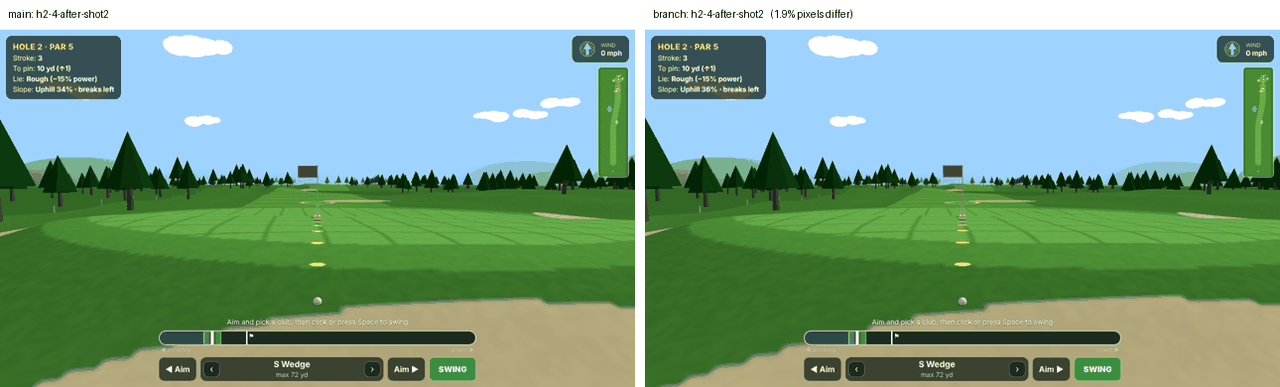 main: h2-4-after-shot2
HOLE 2 · PAR 5
Stroke: 3
To pin: 10 yd (↑1)
Lie: Rough (−15% power)
Slope: Uphill 34% · breaks left
WIND
0 mph
Aim and pick a club, then click or press Space to swing.
◀ Aim
‹
S Wedge
max 72 yd
›
Aim ▶
SWING
branch: h2-4-after-shot2 (1.9% pixels differ)
HOLE 2 · PAR 5
Stroke: 3
To pin: 10 yd (↑1)
Lie: Rough (−15% power)
Slope: Uphill 36% · breaks left
WIND
0 mph
Aim and pick a club, then click or press Space to swing.
◀ Aim
‹
S Wedge
max 72 yd
›
Aim ▶
SWING